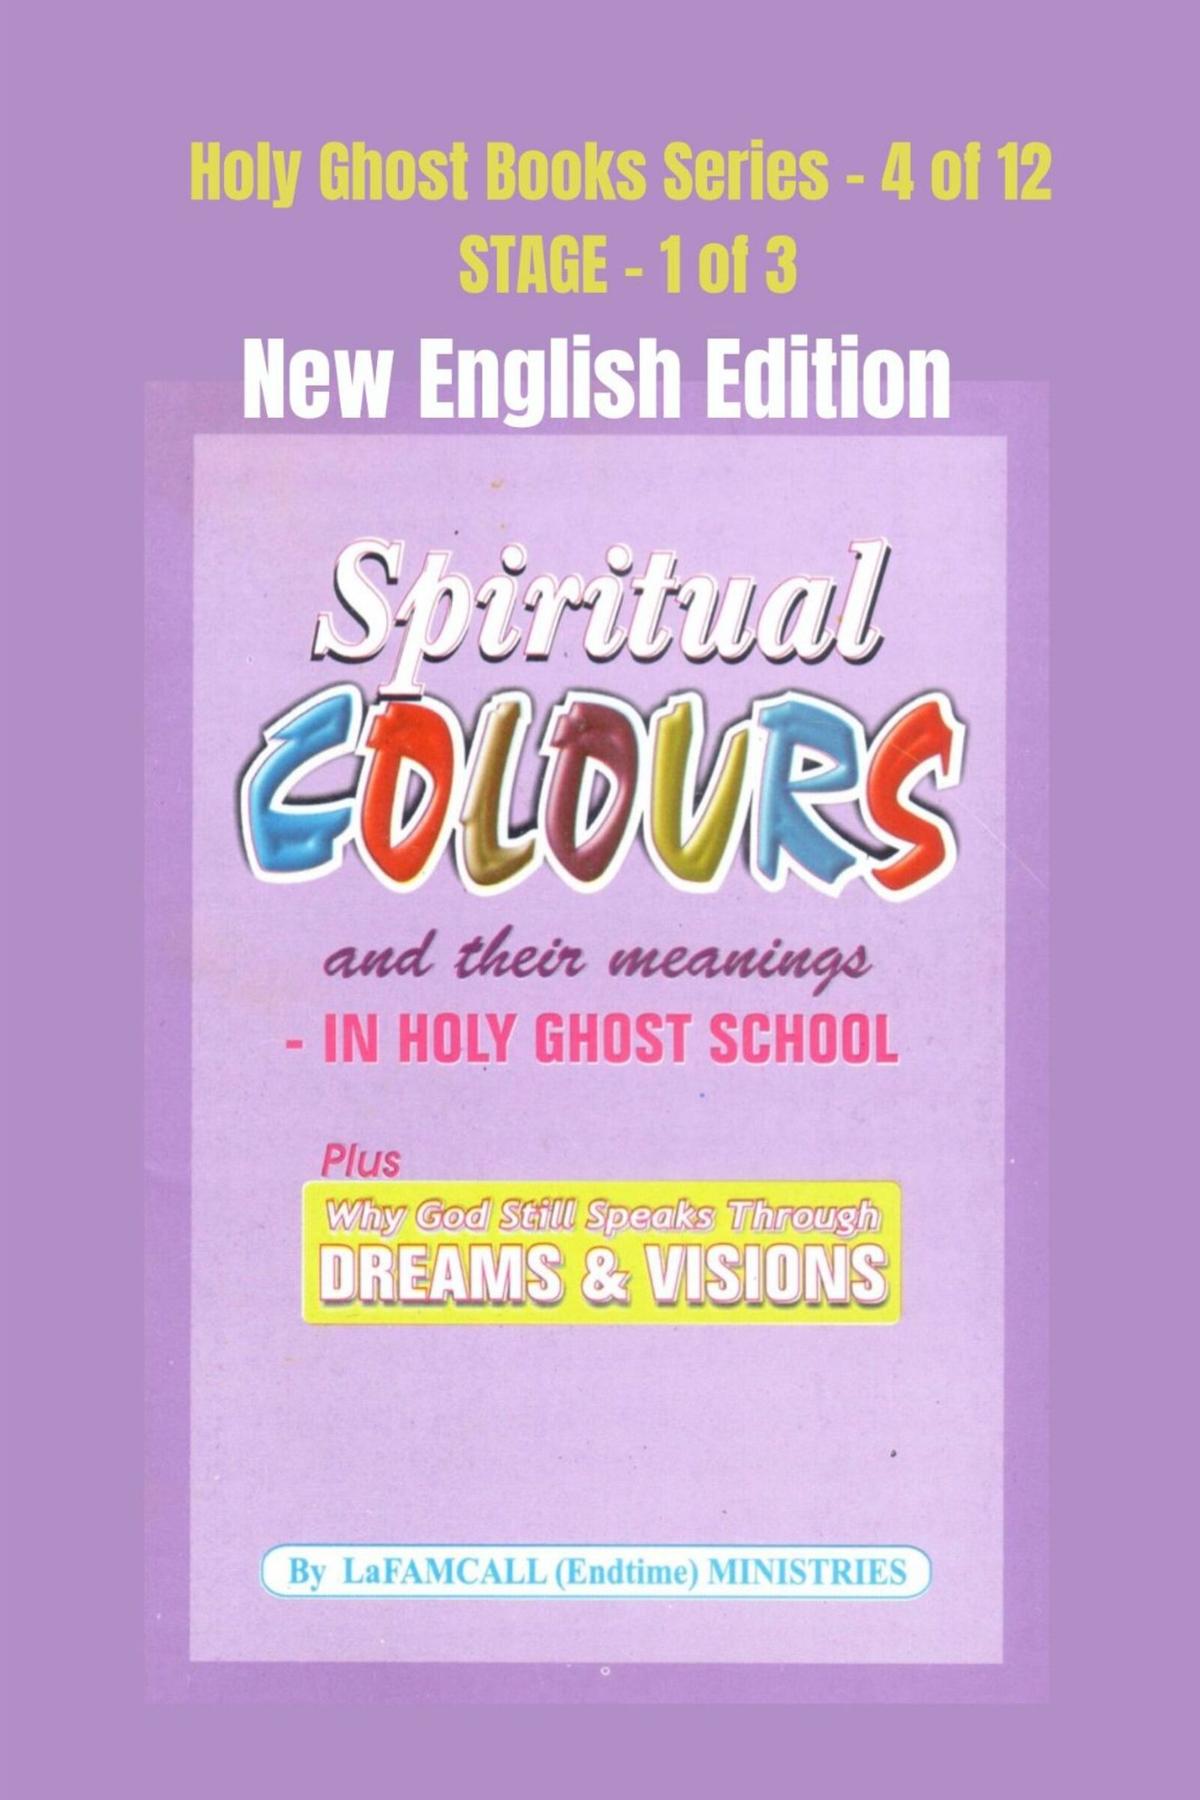 Holy Ghost Books Series - 4 of 12
STAGE - 1 of 3
New English Edition
Spiritual
COLOURS
and their meanings
- IN HOLY GHOST SCHOOL
Plus
Why God Still Speaks Through
DREAMS & VISIONS
By LaFAMCALL (Endtime) MINISTRIES